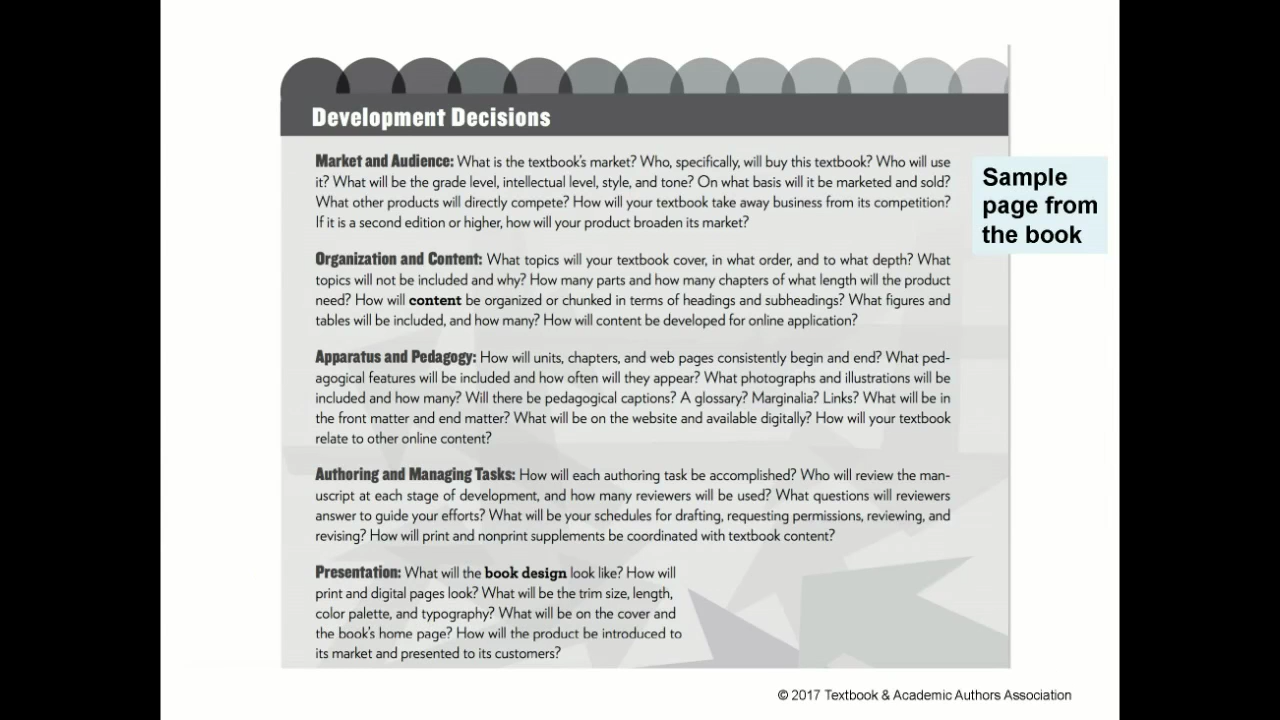 Development Decisions
Market and Audience: What is the textbook's market? Who, specifically, will buy this textbook? Who will use
it? What will be the grade level, intellectual level, style, and tone? On what basis will it be marketed and sold?
What other products will directly compete? How will your textbook take away business from its competition?
If it is a second edition or higher, how will your product broaden its market?
Sample
page from
the book
Organization and Content: What topics will your textbook cover, in what order, and to what depth? What
topics will not be included and why? How many parts and how many chapters of what length will the product
need? How will content be organized or chunked in terms of headings and subheadings? What figures and
tables will be included, and how many? How will content be developed for online application?
Apparatus and Pedagogy: How will units, chapters, and web pages consistently begin and end? What ped-
agogical features will be included and how often will they appear? What photographs and illustrations will be
included and how many? Will there be pedagogical captions? A glossary? Marginalia? Links? What will be in
the front matter and end matter? What will be on the website and available digitally? How will your textbook
relate to other online content?
Authoring and Managing Tasks: How will each authoring task be accomplished? Who will review the man-
uscript at each stage of development, and how many reviewers will be used? What questions will reviewers
answer to guide your efforts? What will be your schedules for drafting, requesting permissions, reviewing, and
revising? How will print and nonprint supplements be coordinated with textbook content?
Presentation: What will the book design look like? How will
print and digital pages look? What will be the trim size, length,
color palette, and typography? What will be on the cover and
the book's home page? How will the product be introduced to
its market and presented to its customers?
© 2017 Textbook & Academic Authors Association